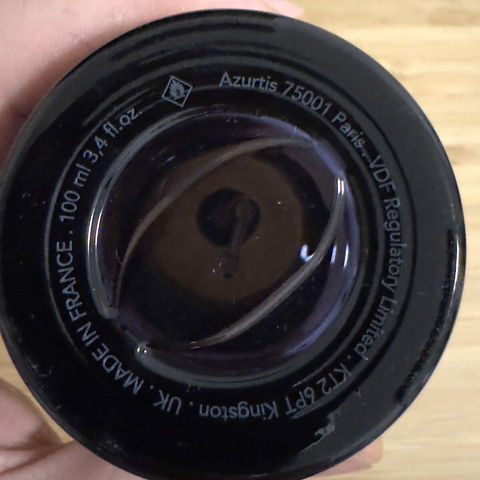 Azurtis 75001 Paris . VDF Regulatory Limited . KT2 6PT Kingston . UK . MADE IN FRANCE . 100 ml 3,4 fl.oz.